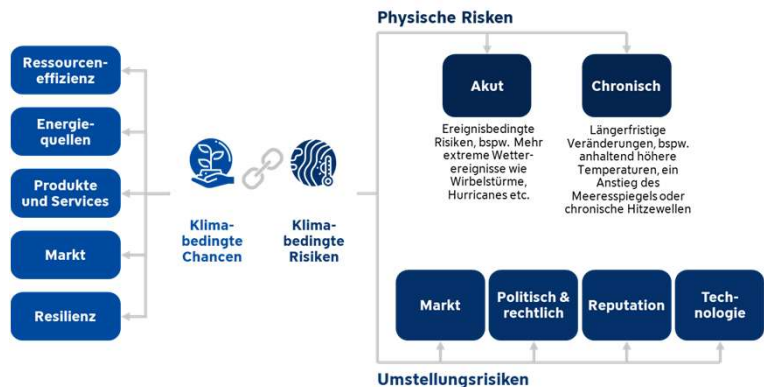 Physische Risiken
Ressourcen-
effizienz
Energie-
quellen
Produkte
und Services
Markt
Resilienz
Klima-
bedingte
Chancen
Klima-
bedingte
Risiken
Akut
Ereignisbedingte
Risiken, bspw. Mehr
extreme Wetter-
ereignisse wie
Wirbelstürme,
Hurricanes etc.
Chronisch
Längerfristige
Veränderungen, bspw.
anhaltend höhere
Temperaturen, ein
Anstieg des
Meeresspiegels oder
chronische Hitzewellen
Markt
Politisch &
rechtlich
Reputation
Tech-
nologie
Umstellungsrisiken